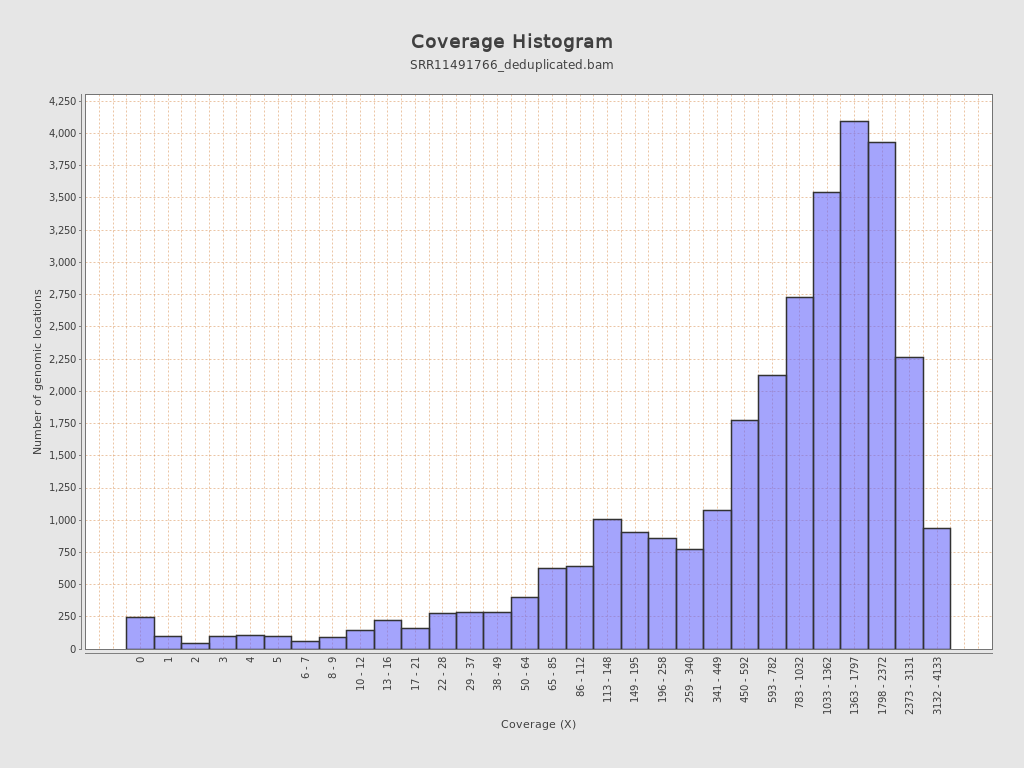 Coverage Histogram
SRR11491766_deduplicated.bam
4,250
4,000
3,750
3,500
3,250
3,000
2,750
2,500
2,250
2,000
1,750
1,500
1,250
1,000
750
500
250
0
Number of genomic locations
0
1
2
3
4
5
6 - 7
8 - 9
10 - 12
13 - 16
17 - 21
22 - 28
29 - 37
38 - 49
50 - 64
65 - 85
86 - 112
113 - 148
149 - 195
196 - 258
259 - 340
341 - 449
450 - 592
593 - 782
783 - 1032
1033 - 1362
1363 - 1797
1798 - 2372
2373 - 3131
3132 - 4133
Coverage (X)